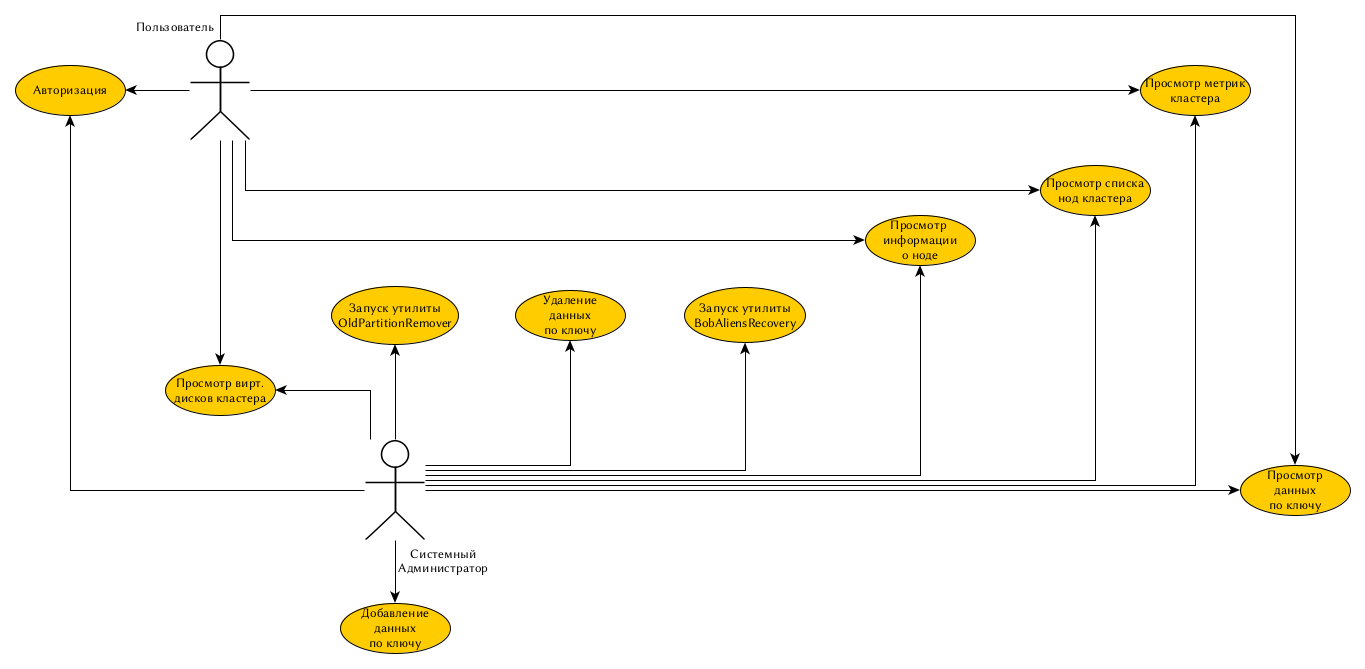 Пользователь
Авторизация
Просмотр метрик
кластера
Просмотр списка
нод кластера
Просмотр
информации
о ноде
Запуск утилиты
OldPartitionRemover
Удаление
данных
по ключу
Запуск утилиты
BobAliensRecovery
Просмотр вирт.
дисков кластера
Просмотр
данных
по ключу
Системный
Администратор
Добавление
данных
по ключу